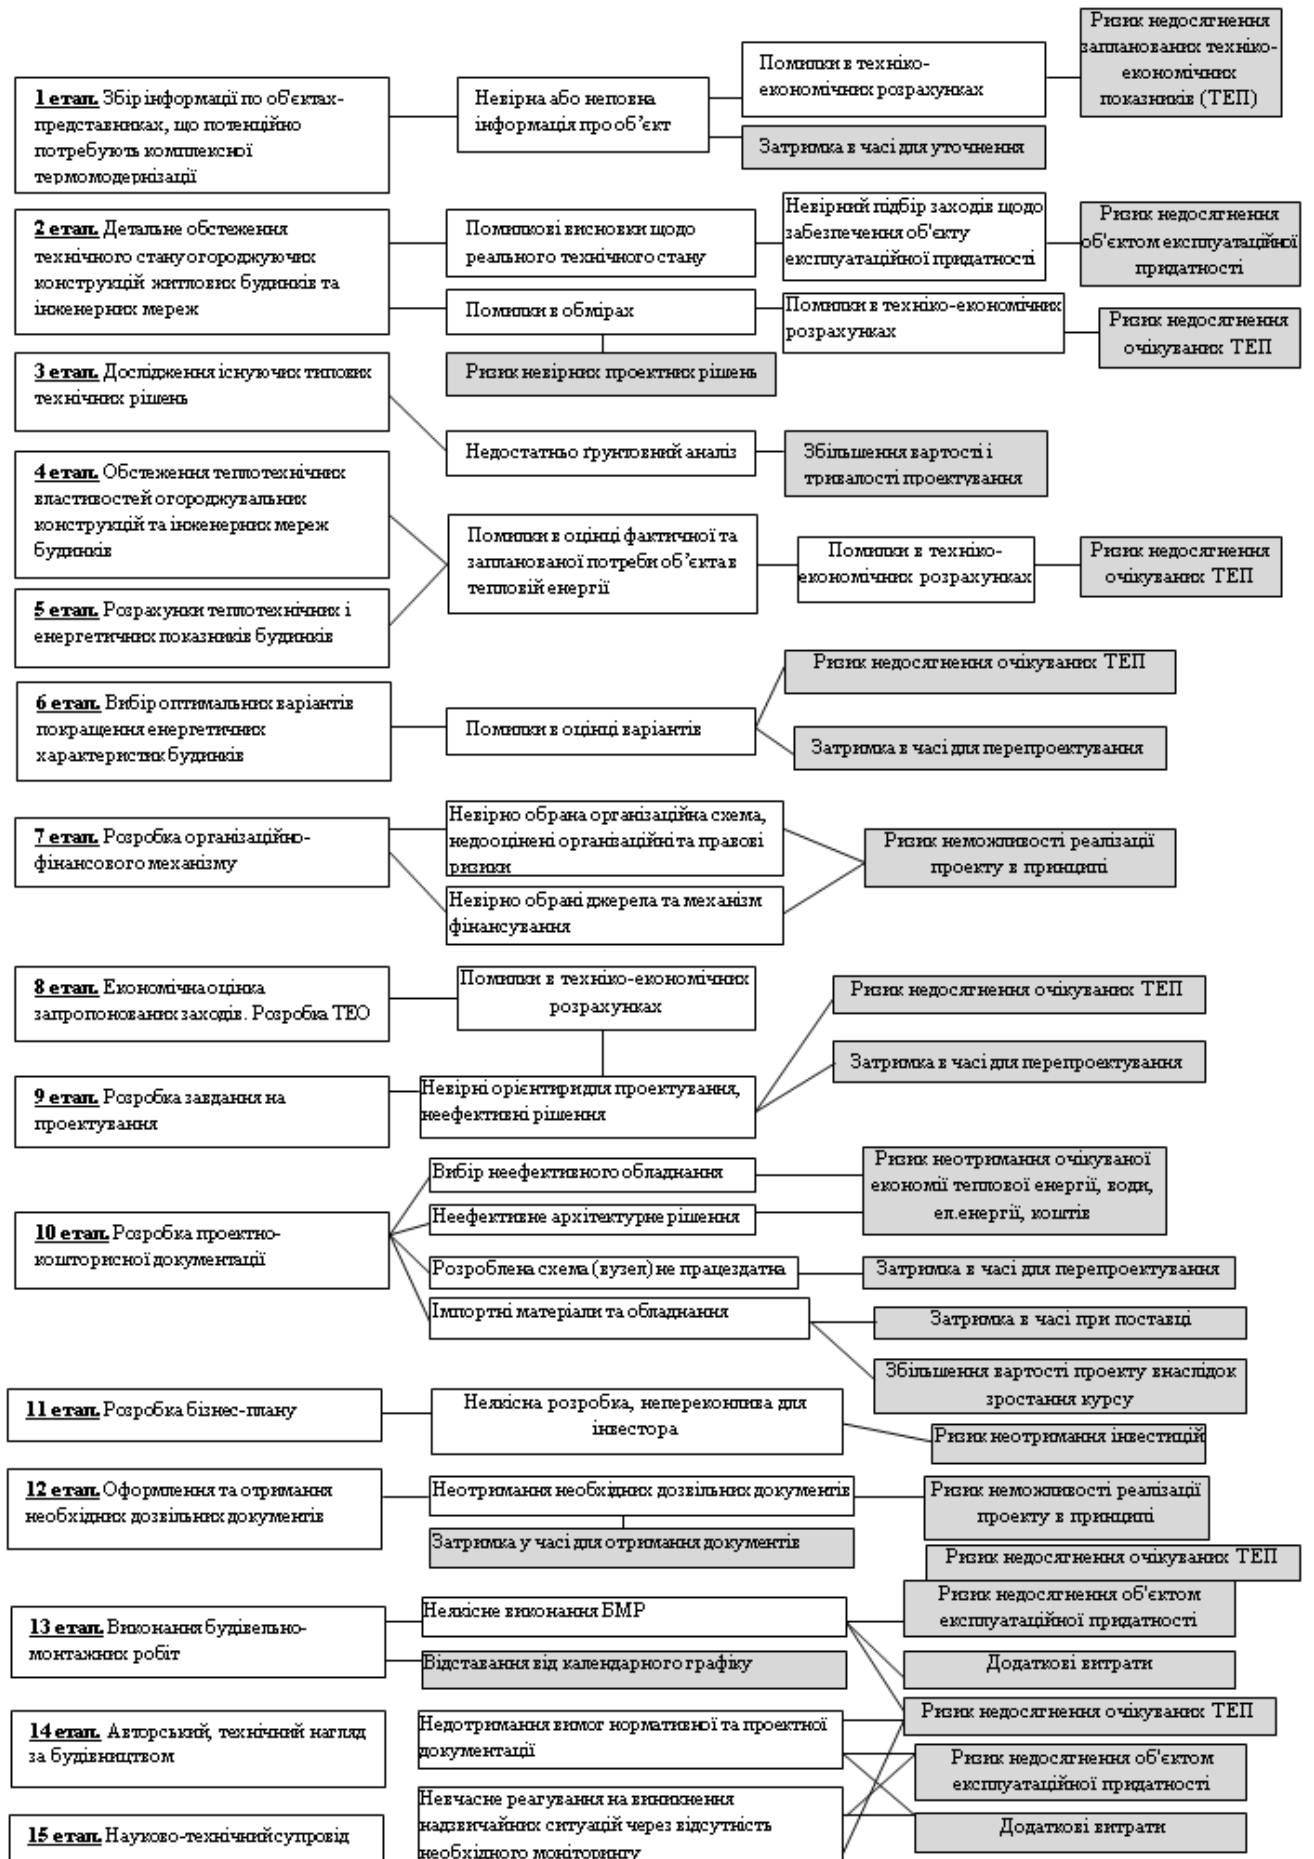 1 етап. Збір інформації по об'єктах-
представниках, що потенційно
потребують комплексної
термомодернізації
Невірна або неповна
інформація про об’єкт
Помилки в техніко-
економічних розрахунках
Ризик недосягнення
запланованих техніко-
економічних
показників (ТЕП)
Затримка в часі для уточнення
2 етап. Детальне обстеження
технічного стану огороджуючих
конструкцій житлових будинків та
інженерних мереж
Помилкові висновки щодо
реального технічного стану
Невірний підбір заходів щодо
забезпечення об'єкту
експлуатаційної придатності
Ризик недосягнення
об'єктом експлуатаційної
придатності
Помилки в обмірах
Помилки в техніко-економічних
розрахунках
Ризик недосягнення
очікуваних ТЕП
Ризик невірних проектних рішень
3 етап. Дослідження існуючих типових
технічних рішень
Недостатньо ґрунтовний аналіз
Збільшення вартості і
тривалості проектування
4 етап. Обстеження теплотехнічних
властивостей огороджувальних
конструкцій та інженерних мереж
будинків
Помилки в оцінці фактичної та
запланованої потреби об’єкта в
тепловій енергії
Помилки в техніко-
економічних розрахунках
Ризик недосягнення
очікуваних ТЕП
5 етап. Розрахунки теплотехнічних і
енергетичних показників будинків
6 етап. Вибір оптимальних варіантів
покращення енергетичних
характеристик будинків
Помилки в оцінці варіантів
Ризик недосягнення очікуваних ТЕП
Затримка в часі для перепроектування
7 етап. Розробка організаційно-
фінансового механізму
Невірно обрана організаційна схема,
недооцінені організаційні та правові
ризики
Невірно обрані джерела та механізм
фінансування
Ризик неможливості реалізації
проекту в принципі
8 етап. Економічна оцінка
запропонованих заходів. Розробка ТЕО
Помилки в техніко-економічних
розрахунках
Ризик недосягнення очікуваних ТЕП
Затримка в часі для перепроектування
9 етап. Розробка завдання на
проектування
Невірні орієнтири для проектування,
неефективні рішення
10 етап. Розробка проектно-
кошторисної документації
Вибір неефективного обладнання
Неефективне архітектурне рішення
Ризик неотримання очікуваної
економії теплової енергії, води,
ел.енергії, коштів
Розроблена схема (вузел) не працездатна
Затримка в часі для перепроектування
Імпортні матеріали та обладнання
Затримка в часі при поставці
Збільшення вартості проекту внаслідок
зростання курсу
11 етап. Розробка бізнес-плану
Неякісна розробка, непереконлива для
інвестора
Ризик неотримання інвестицій
12 етап. Оформлення та отримання
необхідних дозвільних документів
Неотримання необхідних дозвільних документів
Ризик неможливості реалізації
проекту в принципі
Затримка у часі для отримання документів
Ризик недосягнення очікуваних ТЕП
13 етап. Виконання будівельно-
монтажних робіт
Неякісне виконання БМР
Ризик недосягнення об'єктом
експлуатаційної придатності
Відставання від календарного графіку
Додаткові витрати
14 етап. Авторський, технічний нагляд
за будівництвом
Недотримання вимог нормативної та проектної
документації
Ризик недосягнення очікуваних ТЕП
Ризик недосягнення об'єктом
експлуатаційної придатності
15 етап. Науково-технічний супровід
Невчасне реагування на виникнення
надзвичайних ситуацій через відсутність
необхідного моніторингу
Додаткові витрати